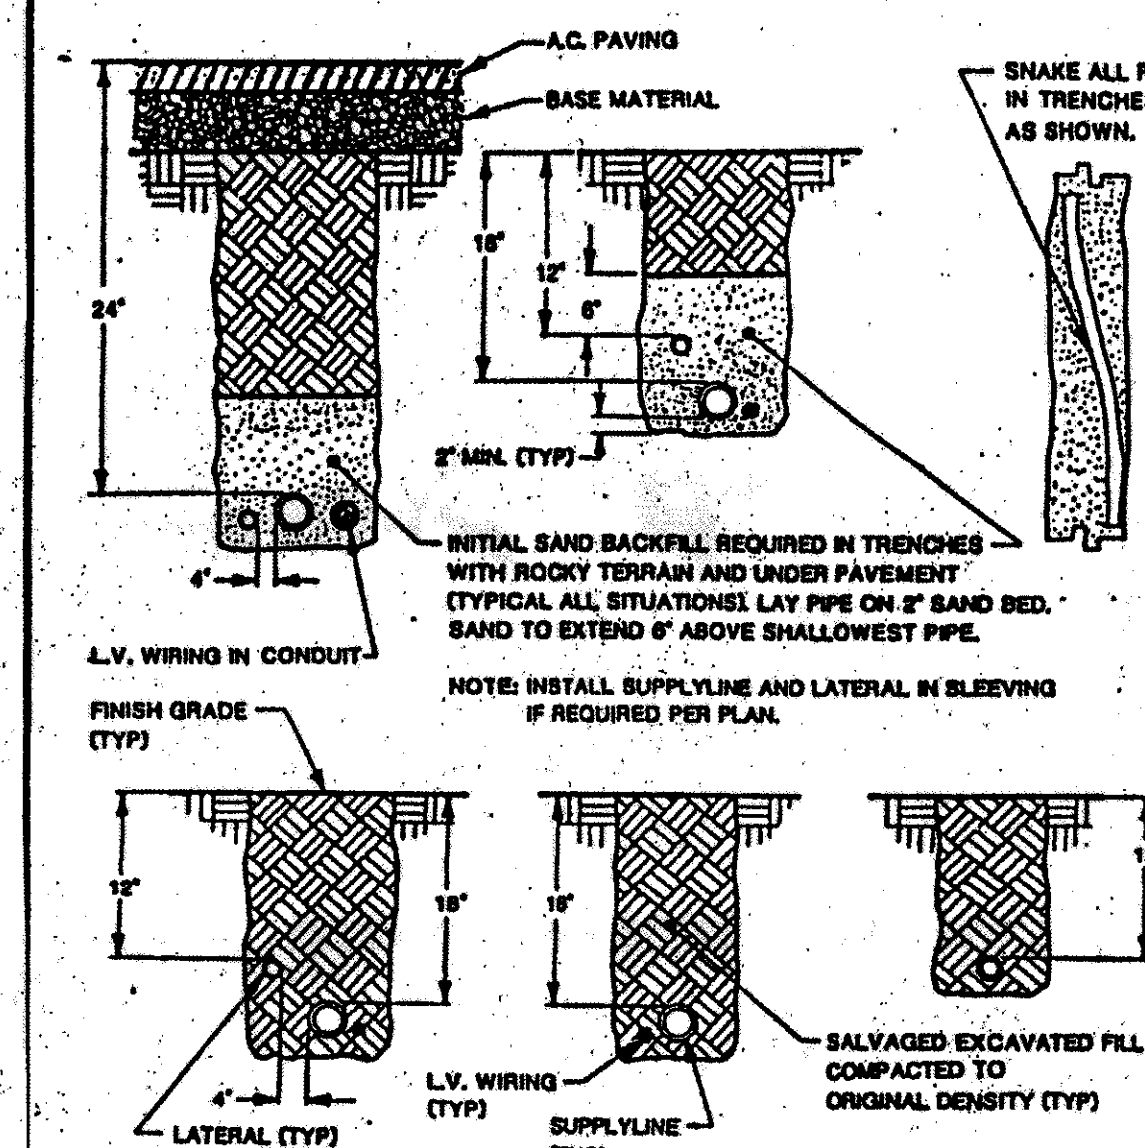 A.C. PAVING
BASE MATERIAL
SNAKE ALL
IN TRENCHE
AS SHOWN.
24"
18"
12"
6"
2" MIN. (TYP)
4"
INITIAL SAND BACKFILL REQUIRED IN TRENCHES
WITH ROCKY TERRAIN AND UNDER PAVEMENT
(TYPICAL ALL SITUATIONS). LAY PIPE ON 2" SAND BED.
SAND TO EXTEND 6" ABOVE SHALLOWEST PIPE.
L.V. WIRING IN CONDUIT
NOTE: INSTALL SUPPLYLINE AND LATERAL IN SLEEVING
IF REQUIRED PER PLAN.
FINISH GRADE
(TYP)
12"
18"
18"
1
4"
LATERAL (TYP)
L.V. WIRING
(TYP)
SUPPLYLINE
SALVAGED EXCAVATED FILL
COMPACTED TO
ORIGINAL DENSITY (TYP)